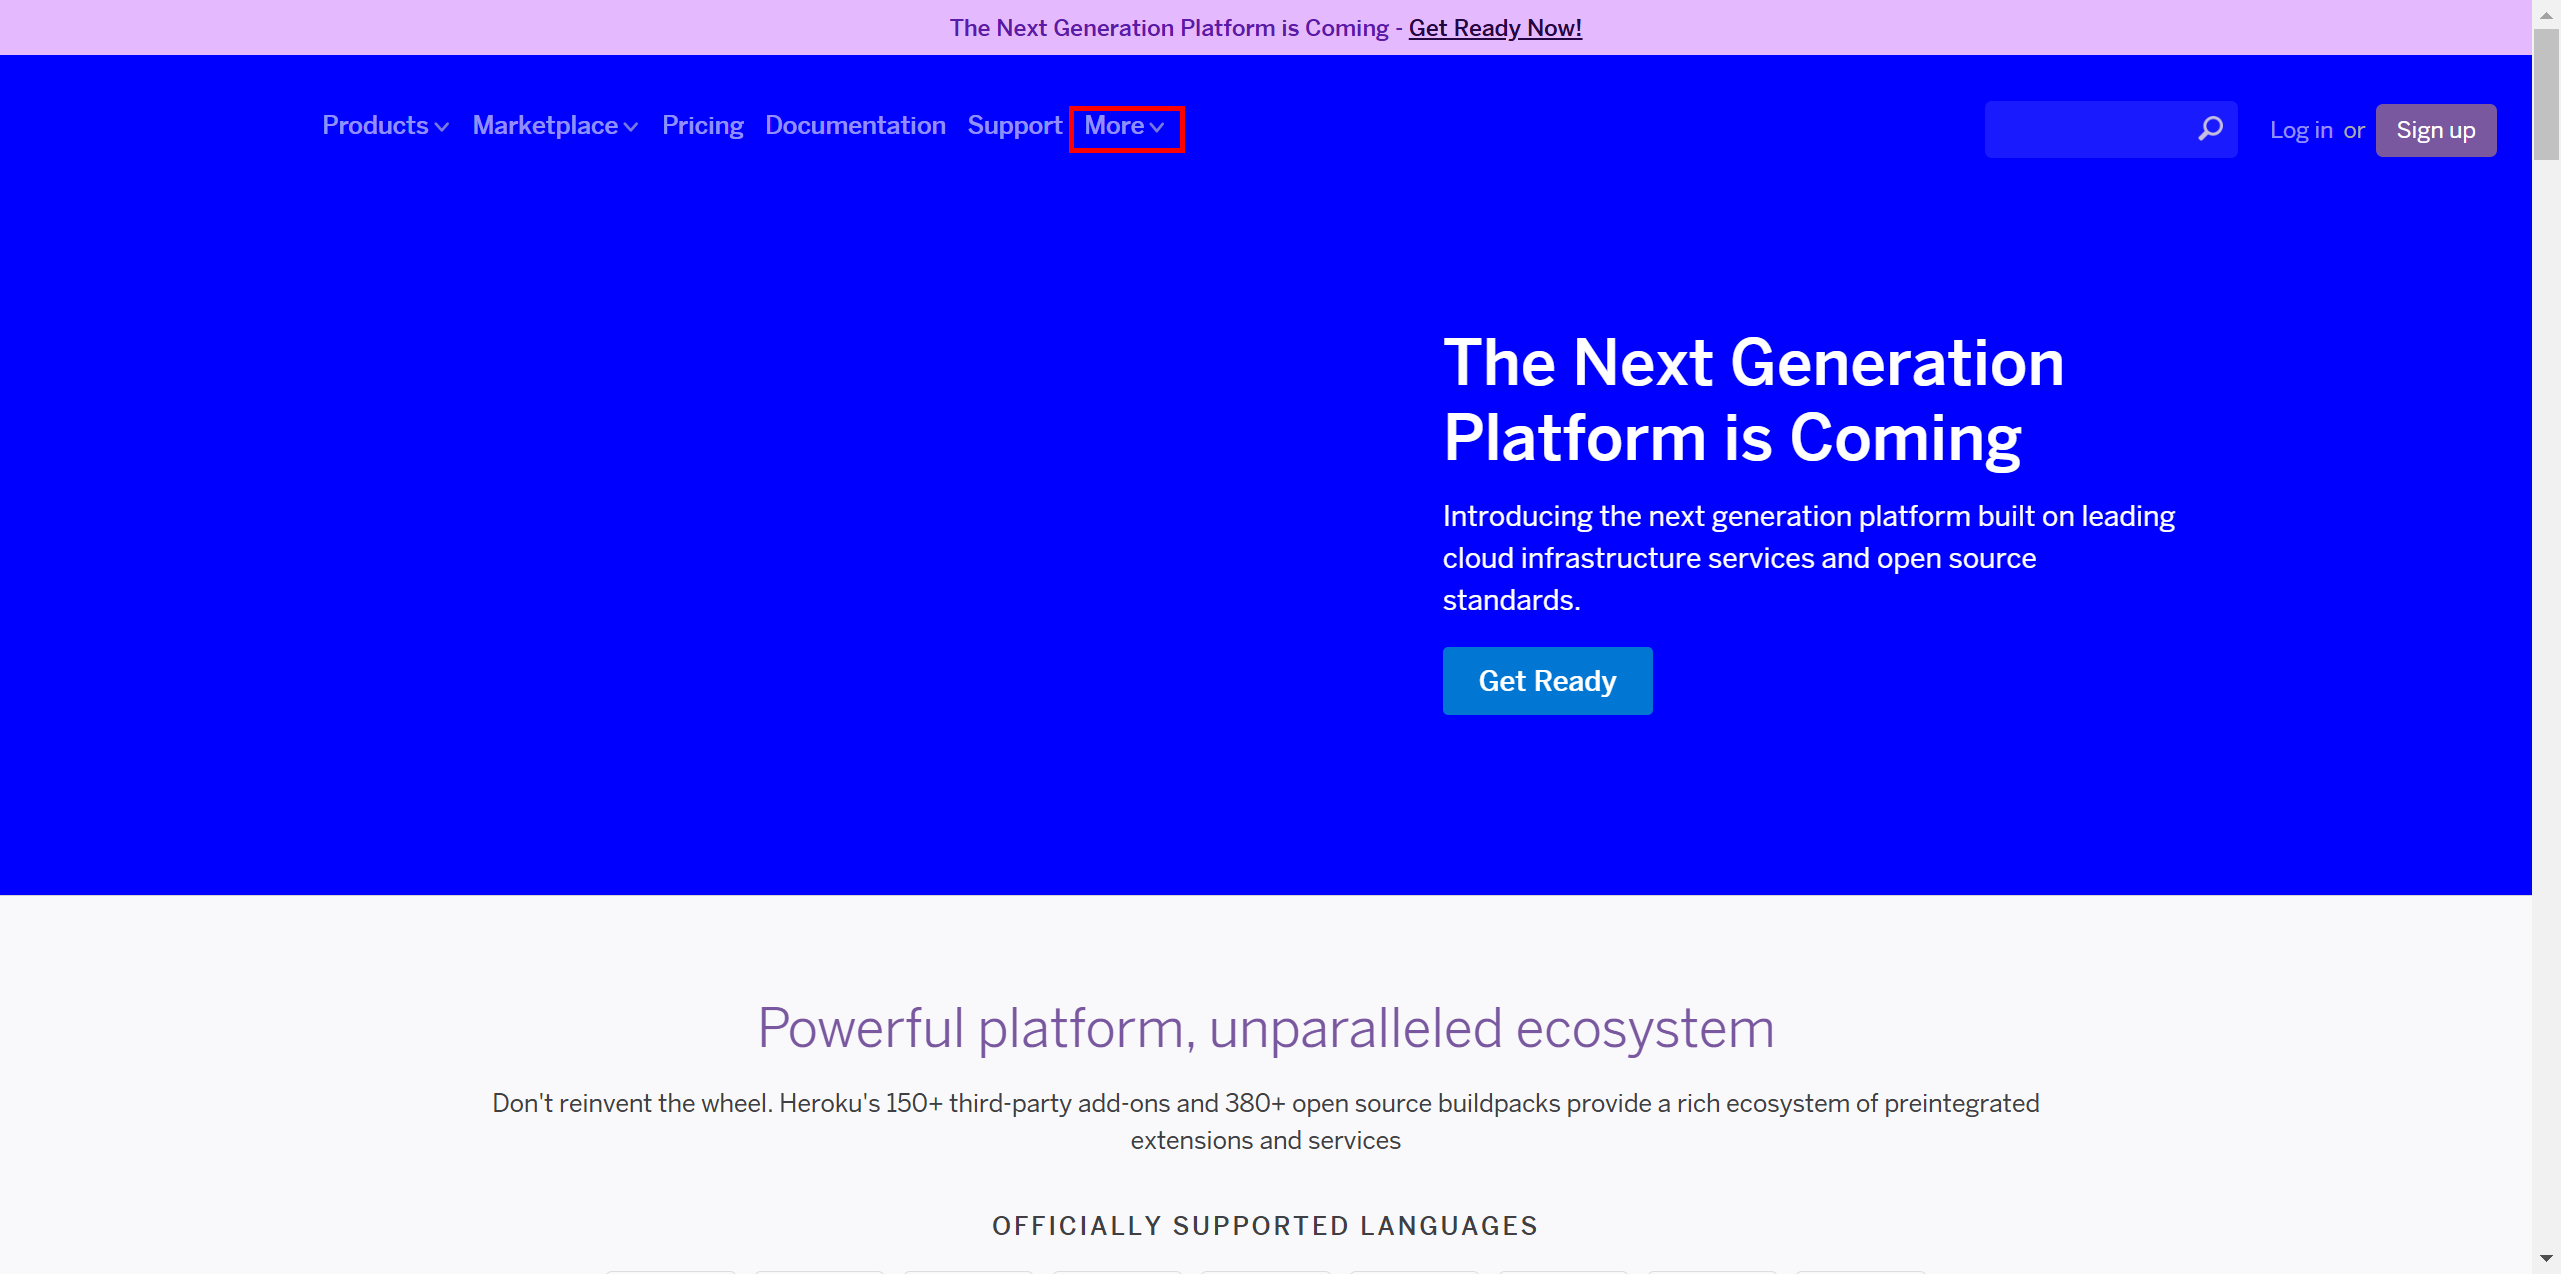 The Next Generation Platform is Coming - Get Ready Now!
Products Marketplace Pricing Documentation Support More
Log in or Sign up
The Next Generation
Platform is Coming
Introducing the next generation platform built on leading
cloud infrastructure services and open source
standards.
Get Ready
Powerful platform, unparalleled ecosystem
Don't reinvent the wheel. Heroku's 150+ third-party add-ons and 380+ open source buildpacks provide a rich ecosystem of preintegrated
extensions and services
OFFICIALLY SUPPORTED LANGUAGES